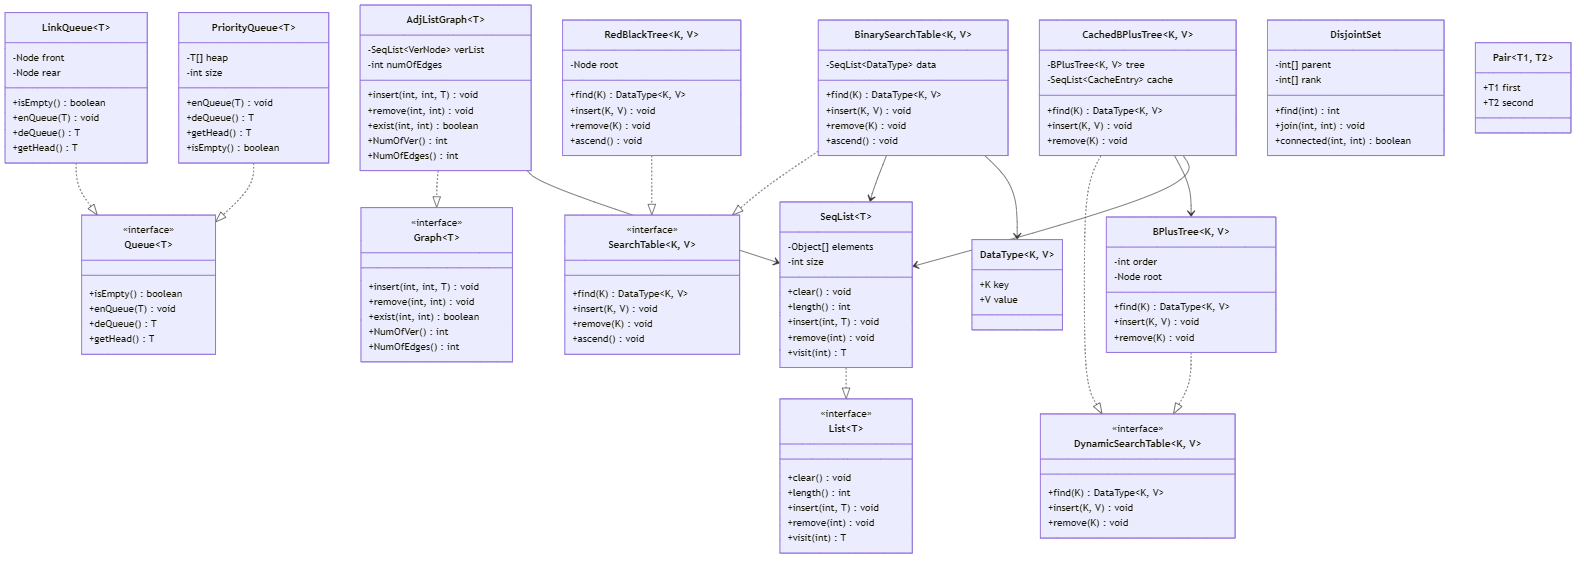 LinkQueue<T>
-Node front
-Node rear
+isEmpty() : boolean
+enQueue(T) : void
+deQueue() : T
+getHead() : T
PriorityQueue<T>
-T[] heap
-int size
+enQueue(T) : void
+deQueue() : T
+getHead() : T
+isEmpty() : boolean
AdjListGraph<T>
-SeqList<VerNode> verList
-int numOfEdges
+insert(int, int, T) : void
+remove(int, int) : void
+exist(int, int) : boolean
+NumOfVer() : int
+NumOfEdges() : int
RedBlackTree<K, V>
-Node root
+find(K) : DataType<K, V>
+insert(K, V) : void
+remove(K) : void
+ascend() : void
BinarySearchTable<K, V>
-SeqList<DataType> data
+find(K) : DataType<K, V>
+insert(K, V) : void
+remove(K) : void
+ascend() : void
CachedBPlusTree<K, V>
-BPlusTree<K, V> tree
-SeqList<CacheEntry> cache
+find(K) : DataType<K, V>
+insert(K, V) : void
+remove(K) : void
DisjointSet
-int[] parent
-int[] rank
+find(int) : int
+join(int, int) : void
+connected(int, int) : boolean
Pair<T1, T2>
+T1 first
+T2 second
«interface»
Queue<T>
+isEmpty() : boolean
+enQueue(T) : void
+deQueue() : T
+getHead() : T
«interface»
Graph<T>
+insert(int, int, T) : void
+remove(int, int) : void
+exist(int, int) : boolean
+NumOfVer() : int
+NumOfEdges() : int
«interface»
SearchTable<K, V>
+find(K) : DataType<K, V>
+insert(K, V) : void
+remove(K) : void
+ascend() : void
SeqList<T>
-Object[] elements
-int size
+clear() : void
+length() : int
+insert(int, T) : void
+remove(int) : void
+visit(int) : T
DataType<K, V>
+K key
+V value
BPlusTree<K, V>
-int order
-Node root
+find(K) : DataType<K, V>
+insert(K, V) : void
+remove(K) : void
«interface»
List<T>
+clear() : void
+length() : int
+insert(int, T) : void
+remove(int) : void
+visit(int) : T
«interface»
DynamicSearchTable<K, V>
+find(K) : DataType<K, V>
+insert(K, V) : void
+remove(K) : void